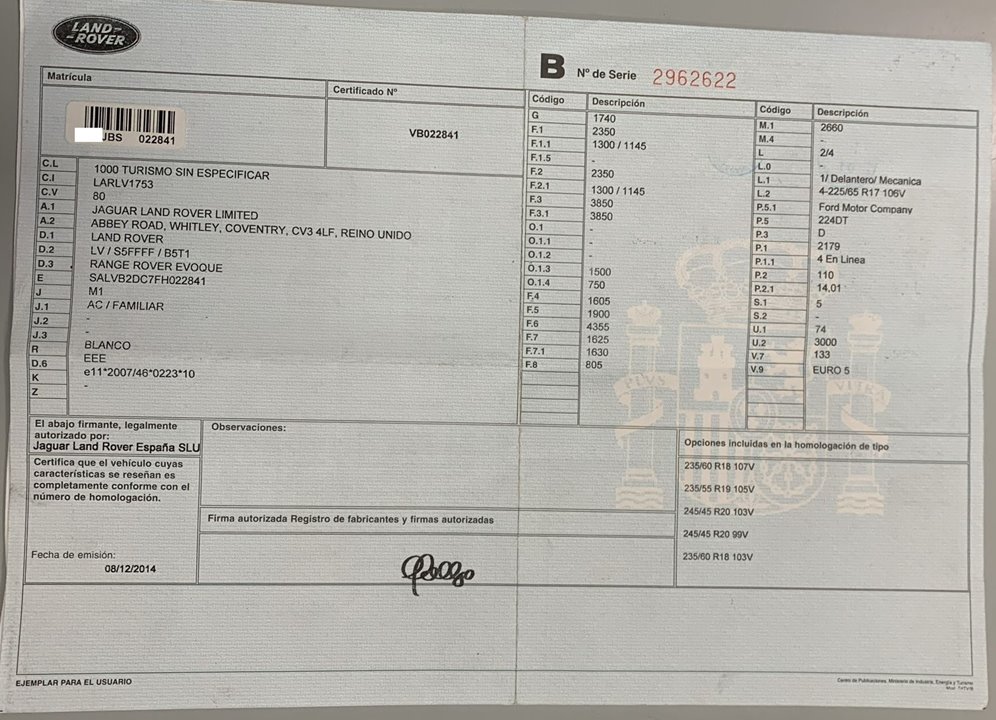 LAND-
-ROVER
B Nº de Serie 2962622
Matrícula
Certificado Nº
JBS 022841
VB022841
C.L 1000 TURISMO SIN ESPECIFICAR
C.I LARLV1753
C.V 80
A.1 JAGUAR LAND ROVER LIMITED
A.2 ABBEY ROAD, WHITLEY, COVENTRY, CV3 4LF, REINO UNIDO
D.1 LAND ROVER
D.2 LV / S5FFFF / B5T1
D.3 RANGE ROVER EVOQUE
E SALVB2DC7FH022841
J M1
J.1 AC / FAMILIAR
J.2 -
J.3 -
R BLANCO
D.6 EEE
K e11*2007/46*0223*10
Z -
Código Descripción
G 1740
F.1 2350
F.1.1 1300 / 1145
F.1.5 -
F.2 2350
F.2.1 1300 / 1145
F.3 3850
F.3.1 3850
O.1 -
O.1.1 -
O.1.2 -
O.1.3 1500
O.1.4 750
F.4 1605
F.5 1900
F.6 4355
F.7 1625
F.7.1 1630
F.8 805
Código Descripción
M.1 2660
M.4 -
L 2/4
L.0 -
L.1 1/ Delantero/ Mecanica
L.2 4-225/65 R17 106V
P.5.1 Ford Motor Company
P.5 224DT
P.3 D
P.1 2179
P.1.1 4 En Linea
P.2 110
P.2.1 14,01
S.1 5
S.2 -
U.1 74
U.2 3000
V.7 133
V.9 EURO 5
PLVS VLTRA
El abajo firmante, legalmente
autorizado por:
Jaguar Land Rover España SLU
Certifica que el vehículo cuyas
características se reseñan es
completamente conforme con el
número de homologación.
Fecha de emisión:
08/12/2014
Observaciones:
Firma autorizada Registro de fabricantes y firmas autorizadas
Opciones incluidas en la homologación de tipo
235/60 R18 107V
235/55 R19 105V
245/45 R20 103V
245/45 R20 99V
235/60 R18 103V
EJEMPLAR PARA EL USUARIO
Centro de Publicaciones. Ministerio de Industria, Energía y Turismo